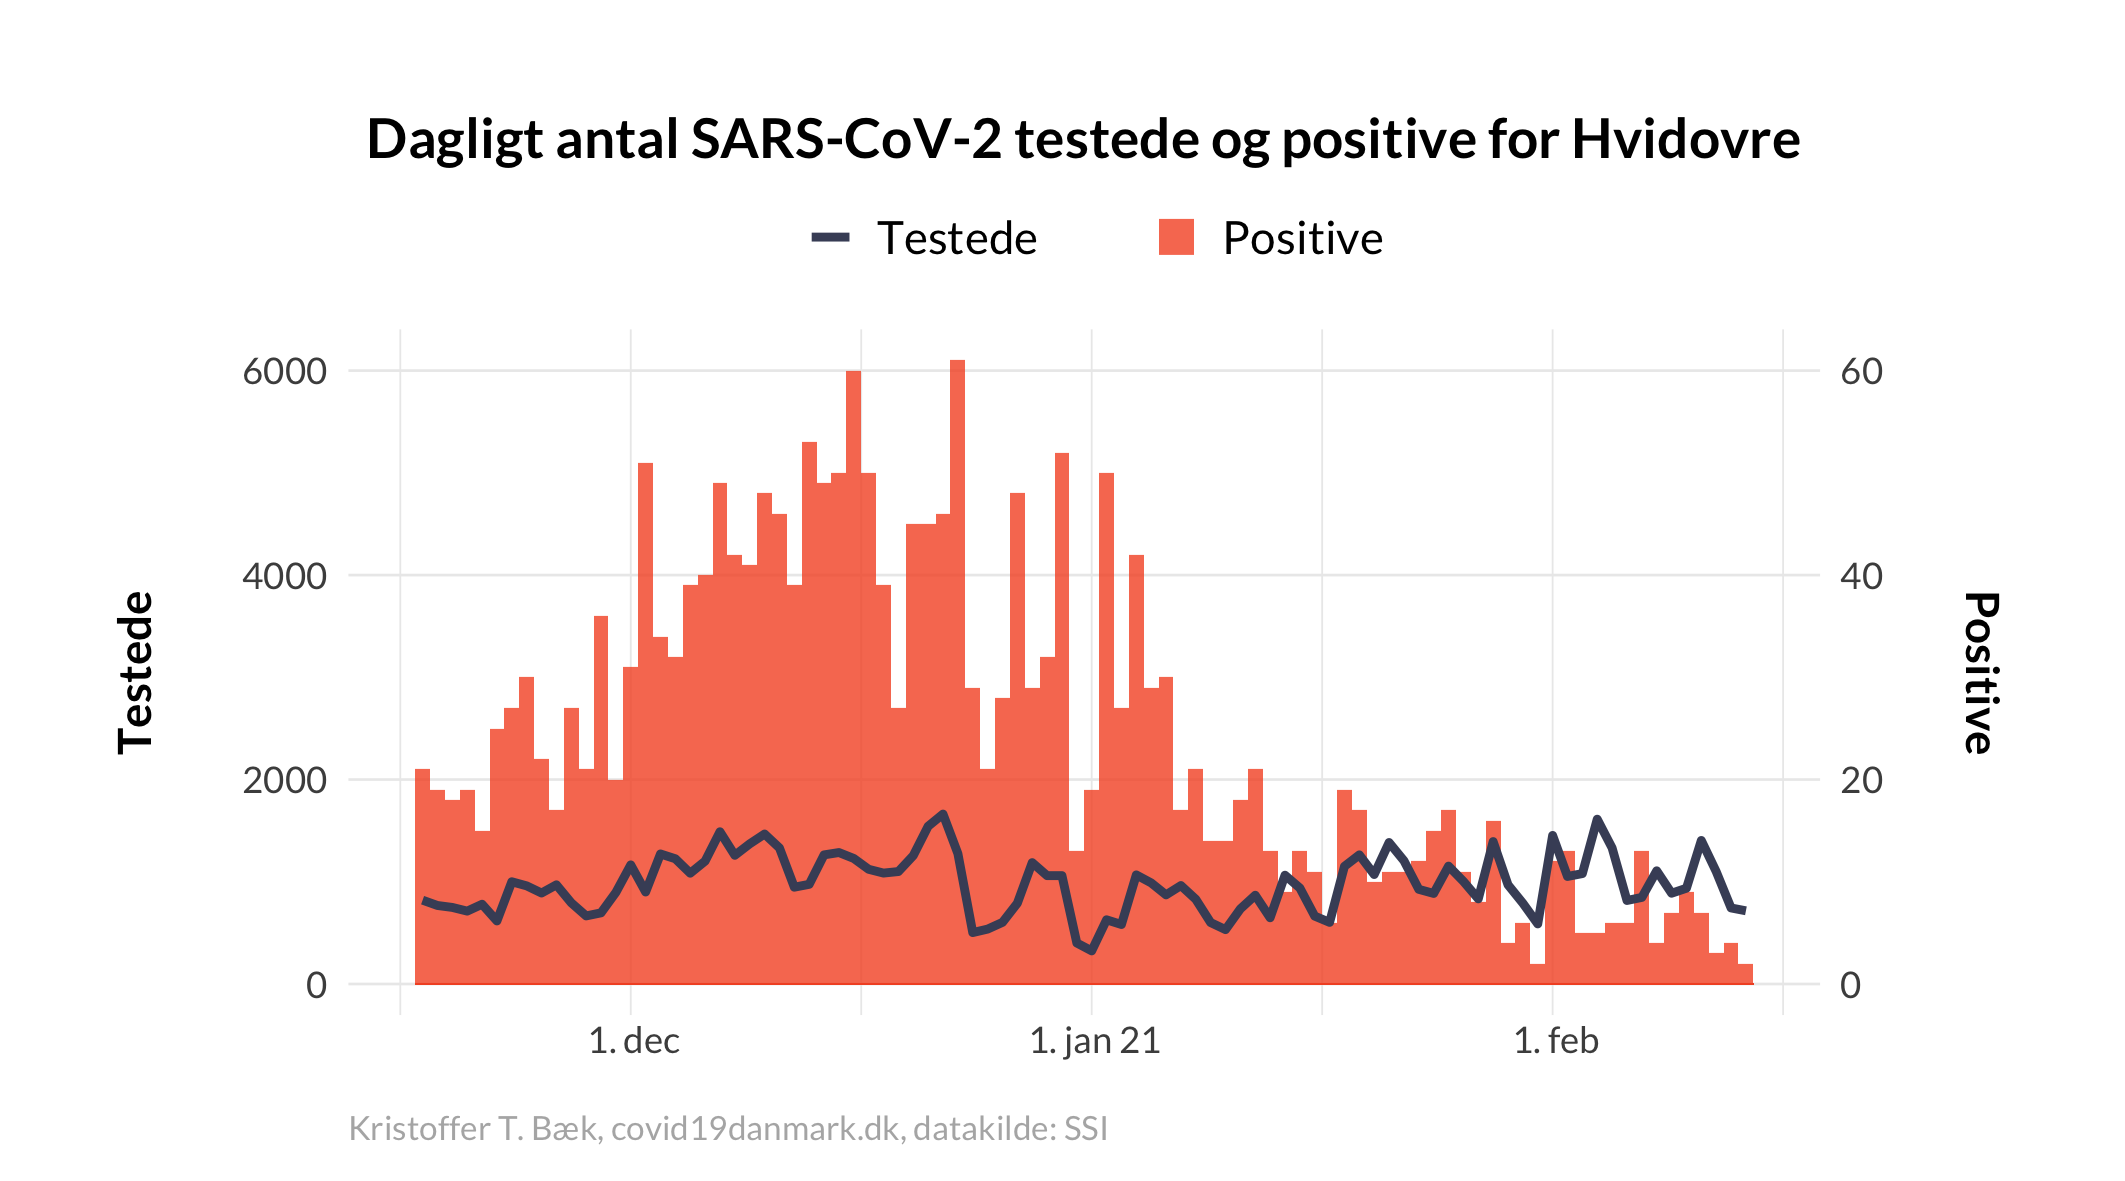 Dagligt antal SARS-CoV-2 testede og positive for Hvidovre
Testede
Positive
6000
4000
2000
0
Testede
60
40
20
0
Positive
1. dec
1. jan 21
1. feb
Kristoffer T. Bæk, covid19danmark.dk, datakilde: SSI